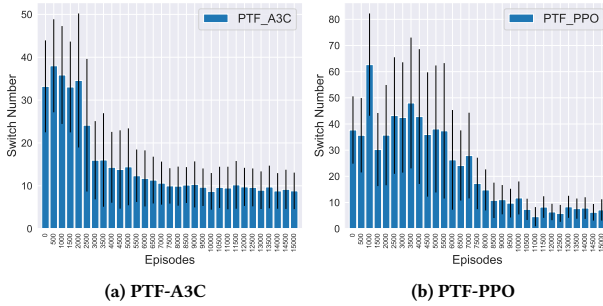 PTF_A3C
50
40
30
20
10
0
Switch Number
0 500 1000 1500 2000 2500 3000 3500 4000 4500 5000 5500 6000 6500 7000 7500 8000 8500 9000 9500 10000 10500 11000 11500 12000 12500 13000 13500 14000 14500 15000
Episodes
(a) PTF-A3C
PTF_PPO
80
70
60
50
40
30
20
10
0
Switch Number
0 500 1000 1500 2000 2500 3000 3500 4000 4500 5000 5500 6000 6500 7000 7500 8000 8500 9000 9500 10000 10500 11000 11500 12000 12500 13000 13500 14000 14500 15000
Episodes
(b) PTF-PPO